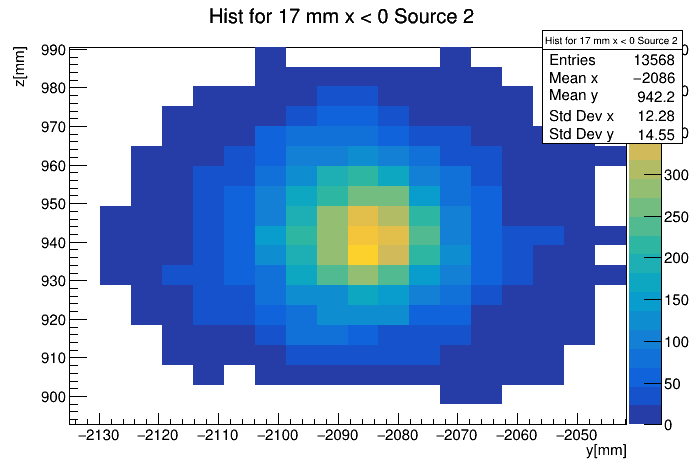 Hist for 17 mm x < 0 Source 2
z[mm]
990
980
970
960
950
940
930
920
910
900
−2130 −2120 −2110 −2100 −2090 −2080 −2070 −2060 −2050
y[mm]
Hist for 17 mm x < 0 Source 2
Entries 13568
Mean x −2086
Mean y 942.2
Std Dev x 12.28
Std Dev y 14.55
300
250
200
150
100
50
0